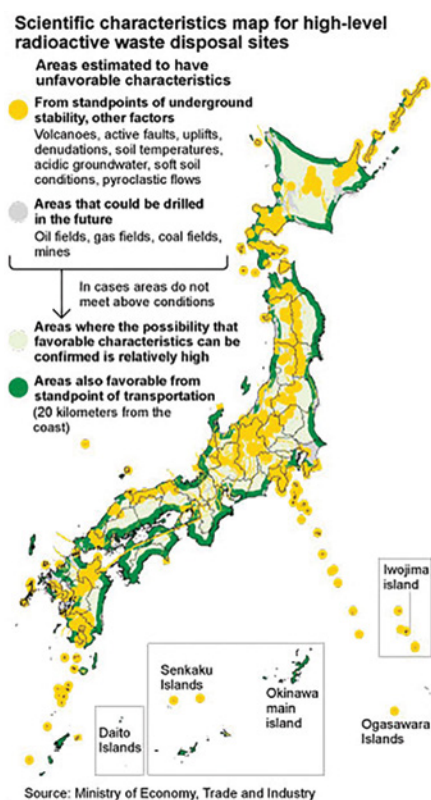 Scientific characteristics map for high-level
radioactive waste disposal sites
Areas estimated to have
unfavorable characteristics
From standpoints of underground
stability, other factors
Volcanoes, active faults, uplifts,
denudations, soil temperatures,
acidic groundwater, soft soil
conditions, pyroclastic flows
Areas that could be drilled
in the future
Oil fields, gas fields, coal fields,
mines
In cases areas do not
meet above conditions
Areas where the possibility that
favorable characteristics can be
confirmed is relatively high
Areas also favorable from
standpoint of transportation
(20 kilometers from the
coast)
Iwojima
island
Senkaku
Islands
Okinawa
main
island
Daito
Islands
Ogasawara
Islands
Source: Ministry of Economy, Trade and Industry